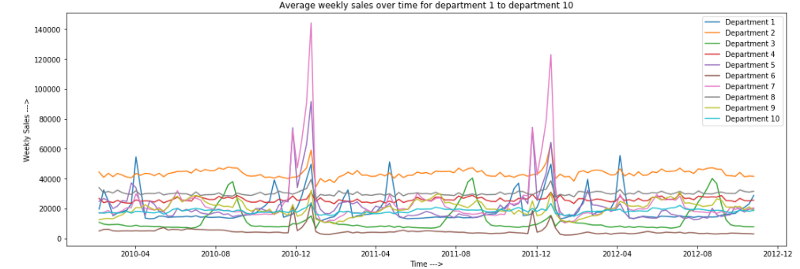 Average weekly sales over time for department 1 to department 10
Weekly Sales --->
140000
120000
100000
80000
60000
40000
20000
0
Department 1
Department 2
Department 3
Department 4
Department 5
Department 6
Department 7
Department 8
Department 9
Department 10
2010-04
2010-08
2010-12
2011-04
2011-08
2011-12
2012-04
2012-08
2012-12
Time --->